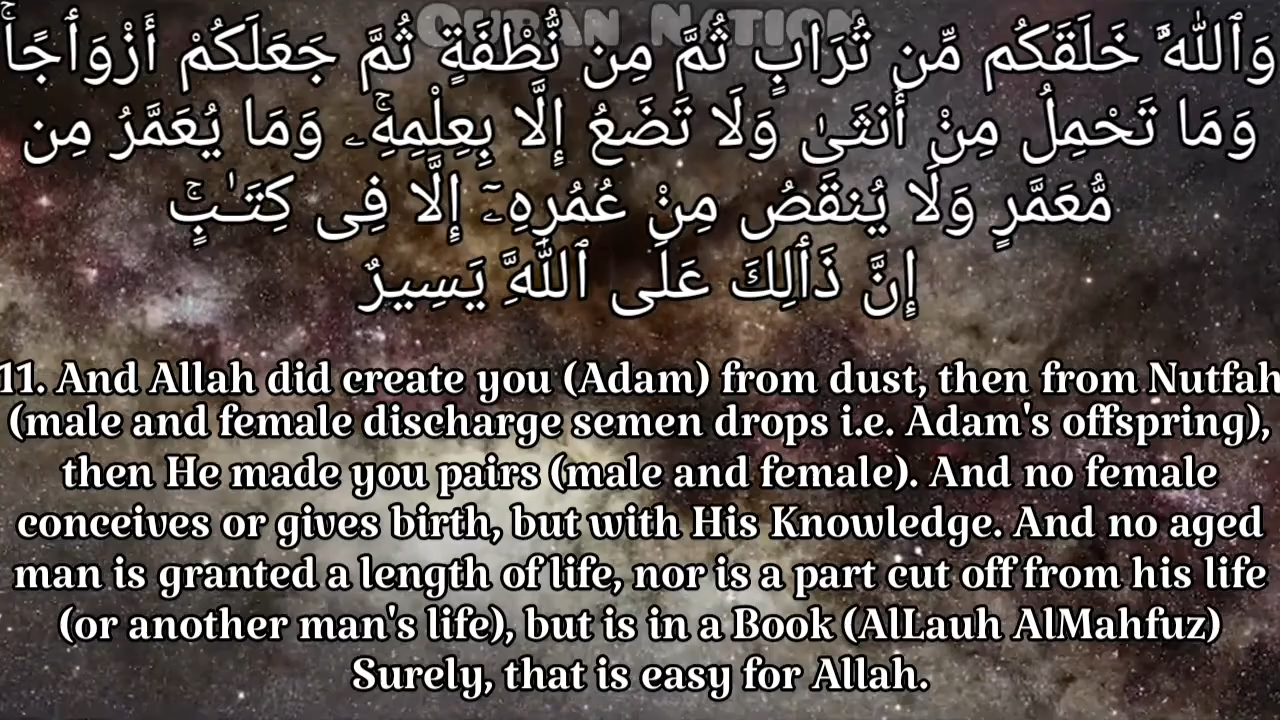 QURAN NATION
وَٱللَّهُ خَلَقَكُم مِّن تُرَابٍ ثُمَّ مِن نُّطْفَةٍ ثُمَّ جَعَلَكُمْ أَزْوَٰجًاۚ
وَمَا تَحْمِلُ مِنْ أُنثَىٰ وَلَا تَضَعُ إِلَّا بِعِلْمِهِۦۚ وَمَا يُعَمَّرُ مِن
مُّعَمَّرٍ وَلَا يُنقَصُ مِنْ عُمُرِهِۦٓ إِلَّا فِى كِتَـٰبٍۚ
إِنَّ ذَٰلِكَ عَلَى ٱللَّهِ يَسِيرٌ
11. And Allah did create you (Adam) from dust, then from Nutfah
(male and female discharge semen drops i.e. Adam's offspring),
then He made you pairs (male and female). And no female
conceives or gives birth, but with His Knowledge. And no aged
man is granted a length of life, nor is a part cut off from his life
(or another man's life), but is in a Book (AlLauh AlMahfuz)
Surely, that is easy for Allah.